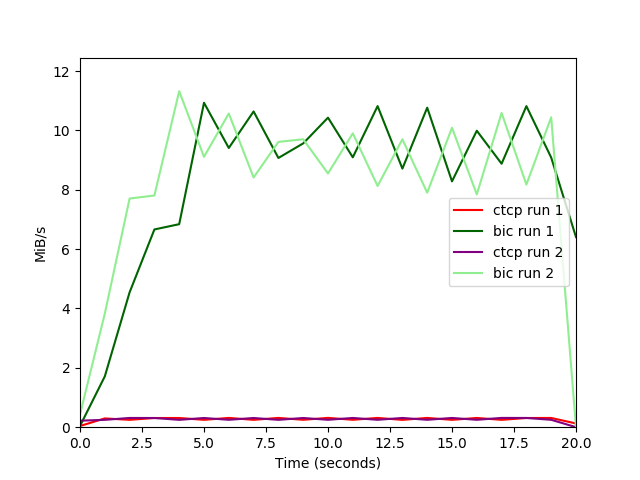 12
10
8
6
4
2
0
MiB/s
ctcp run 1
bic run 1
ctcp run 2
bic run 2
0.0 2.5 5.0 7.5 10.0 12.5 15.0 17.5 20.0
Time (seconds)